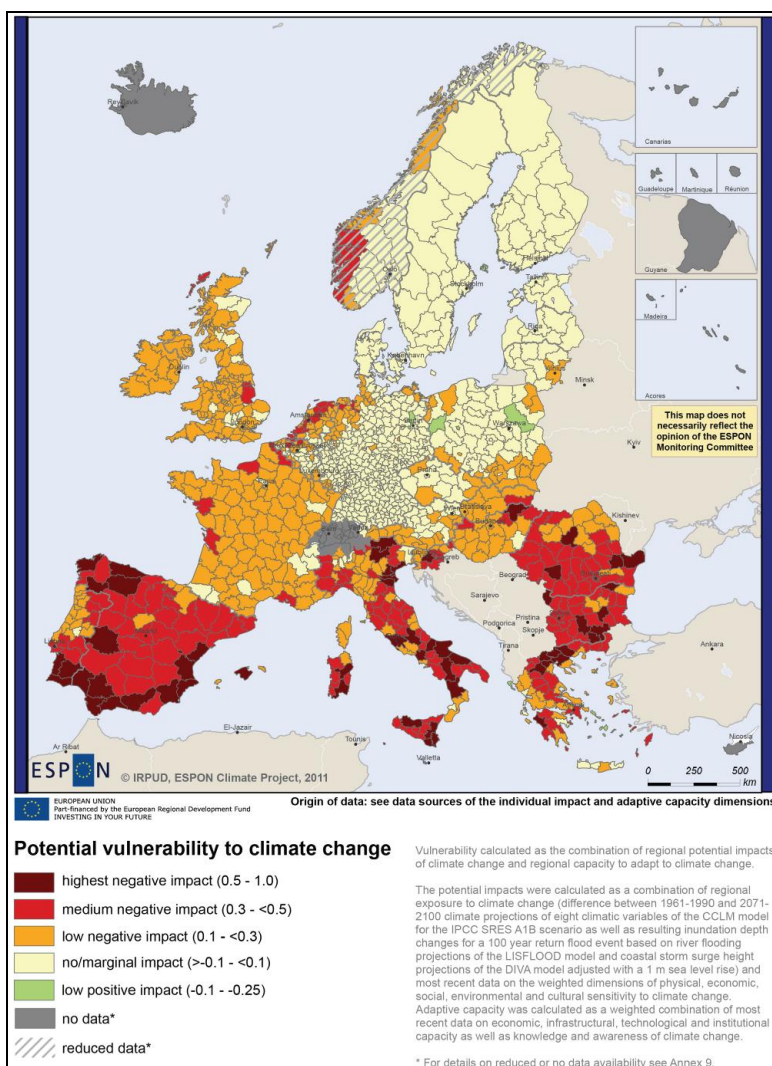 Reykjavik
Canarias
Guadeloupe
Martinique
Réunion
Guyane
Madeira
Acores
This map does not
necessarily reflect the
opinion of the ESPON
Monitoring Committee
Oslo
Helsinki
Tallinn
Stockholm
Riga
København
Vilnius
Minsk
Dublin
London
Amsterdam
Berlin
Warszawa
Kyiv
Luxembourg
Praha
Paris
Bratislava
Wien
Budapest
Kishinev
Bern
Vaduz
Zagreb
Beograd
Sarajevo
Podgorica
Pristina
Skopje
Tirana
Ankara
Ar Ribat
El-Jazair
Tounis
Valletta
Nicosia
ESPON
© IRPUD, ESPON Climate Project, 2011
0 250 500
km
EUROPEAN UNION
Part-financed by the European Regional Development Fund
INVESTING IN YOUR FUTURE
Origin of data: see data sources of the individual impact and adaptive capacity dimensions
Potential vulnerability to climate change
highest negative impact (0.5 - 1.0)
medium negative impact (0.3 - <0.5)
low negative impact (0.1 - <0.3)
no/marginal impact (>-0.1 - <0.1)
low positive impact (-0.1 - -0.25)
no data*
reduced data*
Vulnerability calculated as the combination of regional potential impacts
of climate change and regional capacity to adapt to climate change.
The potential impacts were calculated as a combination of regional
exposure to climate change (difference between 1961-1990 and 2071-
2100 climate projections of eight climatic variables of the CCLM model
for the IPCC SRES A1B scenario as well as resulting inundation depth
changes for a 100 year return flood event based on river flooding
projections of the LISFLOOD model and coastal storm surge height
projections of the DIVA model adjusted with a 1 m sea level rise) and
most recent data on the weighted dimensions of physical, economic,
social, environmental and cultural sensitivity to climate change.
Adaptive capacity was calculated as a weighted combination of most
recent data on economic, infrastructural, technological and institutional
capacity as well as knowledge and awareness of climate change.
* For details on reduced or no data availability see Annex 9.